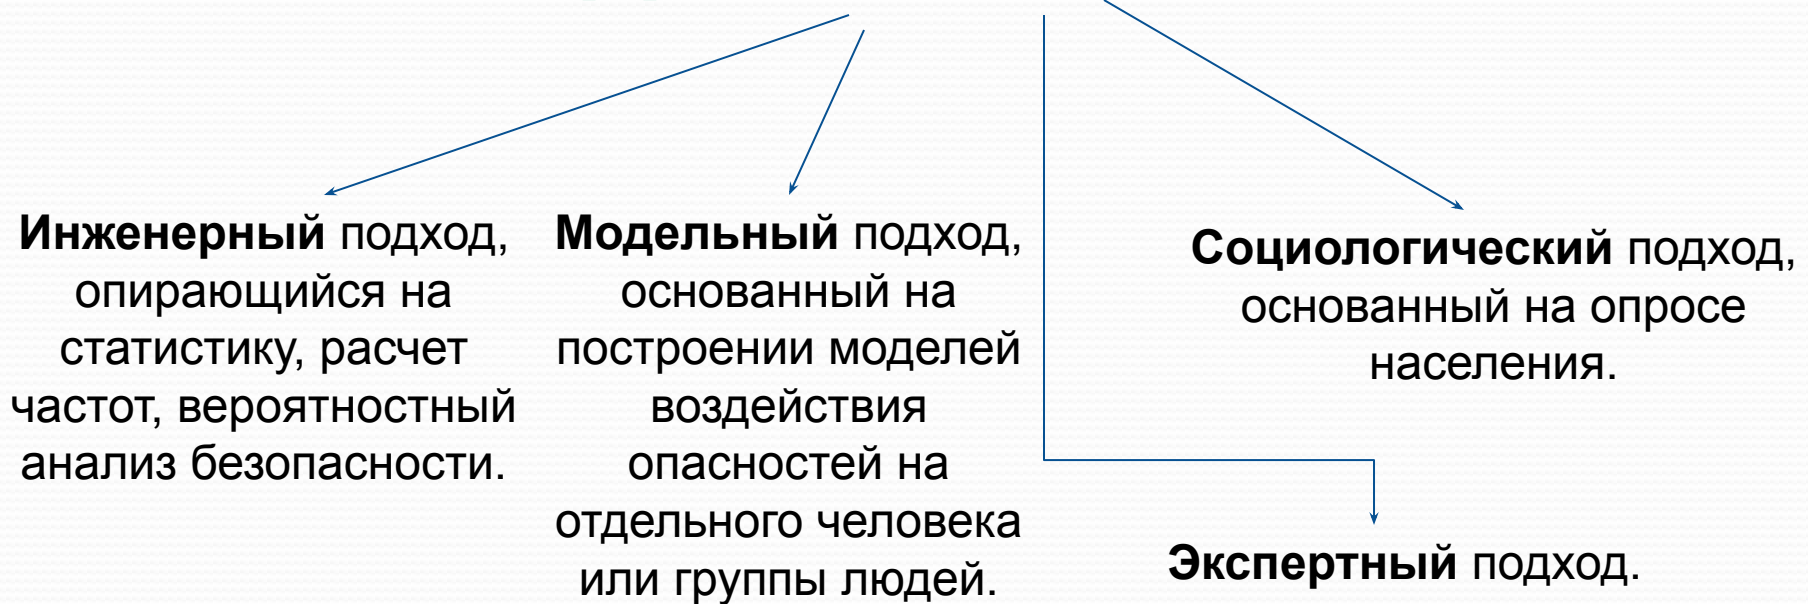 Инженерный подход,
опирающийся на
статистику, расчет
частот, вероятностный
анализ безопасности.
Модельный подход,
основанный на
построении моделей
воздействия
опасностей на
отдельного человека
или группы людей.
Социологический подход,
основанный на опросе
населения.
Экспертный подход.